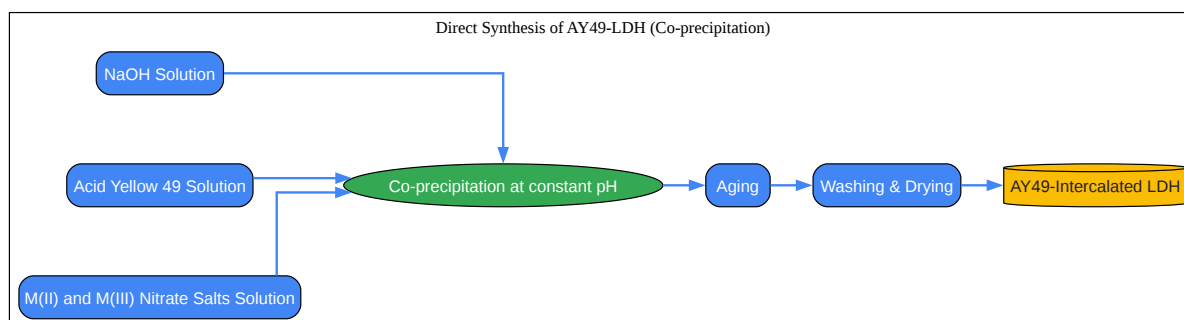 Direct Synthesis of AY49-LDH (Co-precipitation)
NaOH Solution
Acid Yellow 49 Solution
M(II) and M(III) Nitrate Salts Solution
Co-precipitation at constant pH
Aging
Washing & Drying
AY49-Intercalated LDH